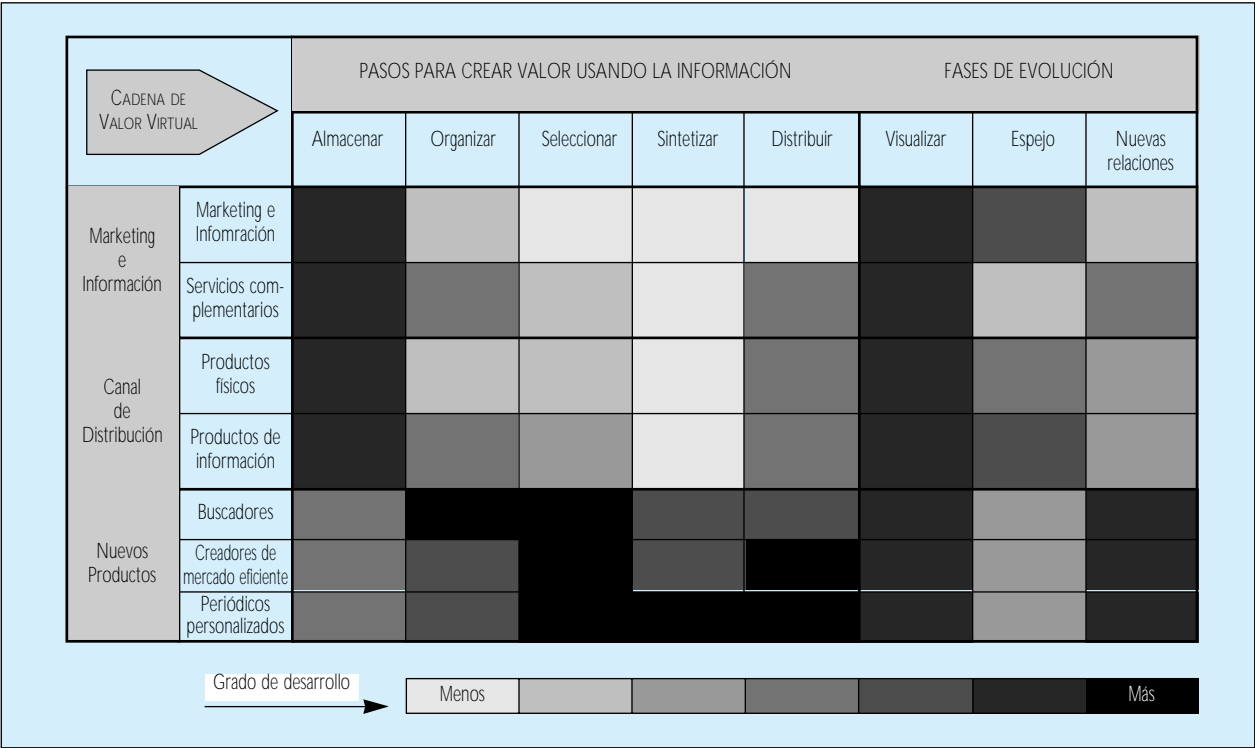 CADENA DE
VALOR VIRTUAL
PASOS PARA CREAR VALOR USANDO LA INFORMACIÓN
FASES DE EVOLUCIÓN
Almacenar
Organizar
Seleccionar
Sintetizar
Distribuir
Visualizar
Espejo
Nuevas
relaciones
Marketing
e
Información
Marketing e
Infomración
Servicios com-
plementarios
Canal
de
Distribución
Productos
físicos
Productos de
información
Nuevos
Productos
Buscadores
Creadores de
mercado eficiente
Periódicos
personalizados
Grado de desarrollo
Menos
Más